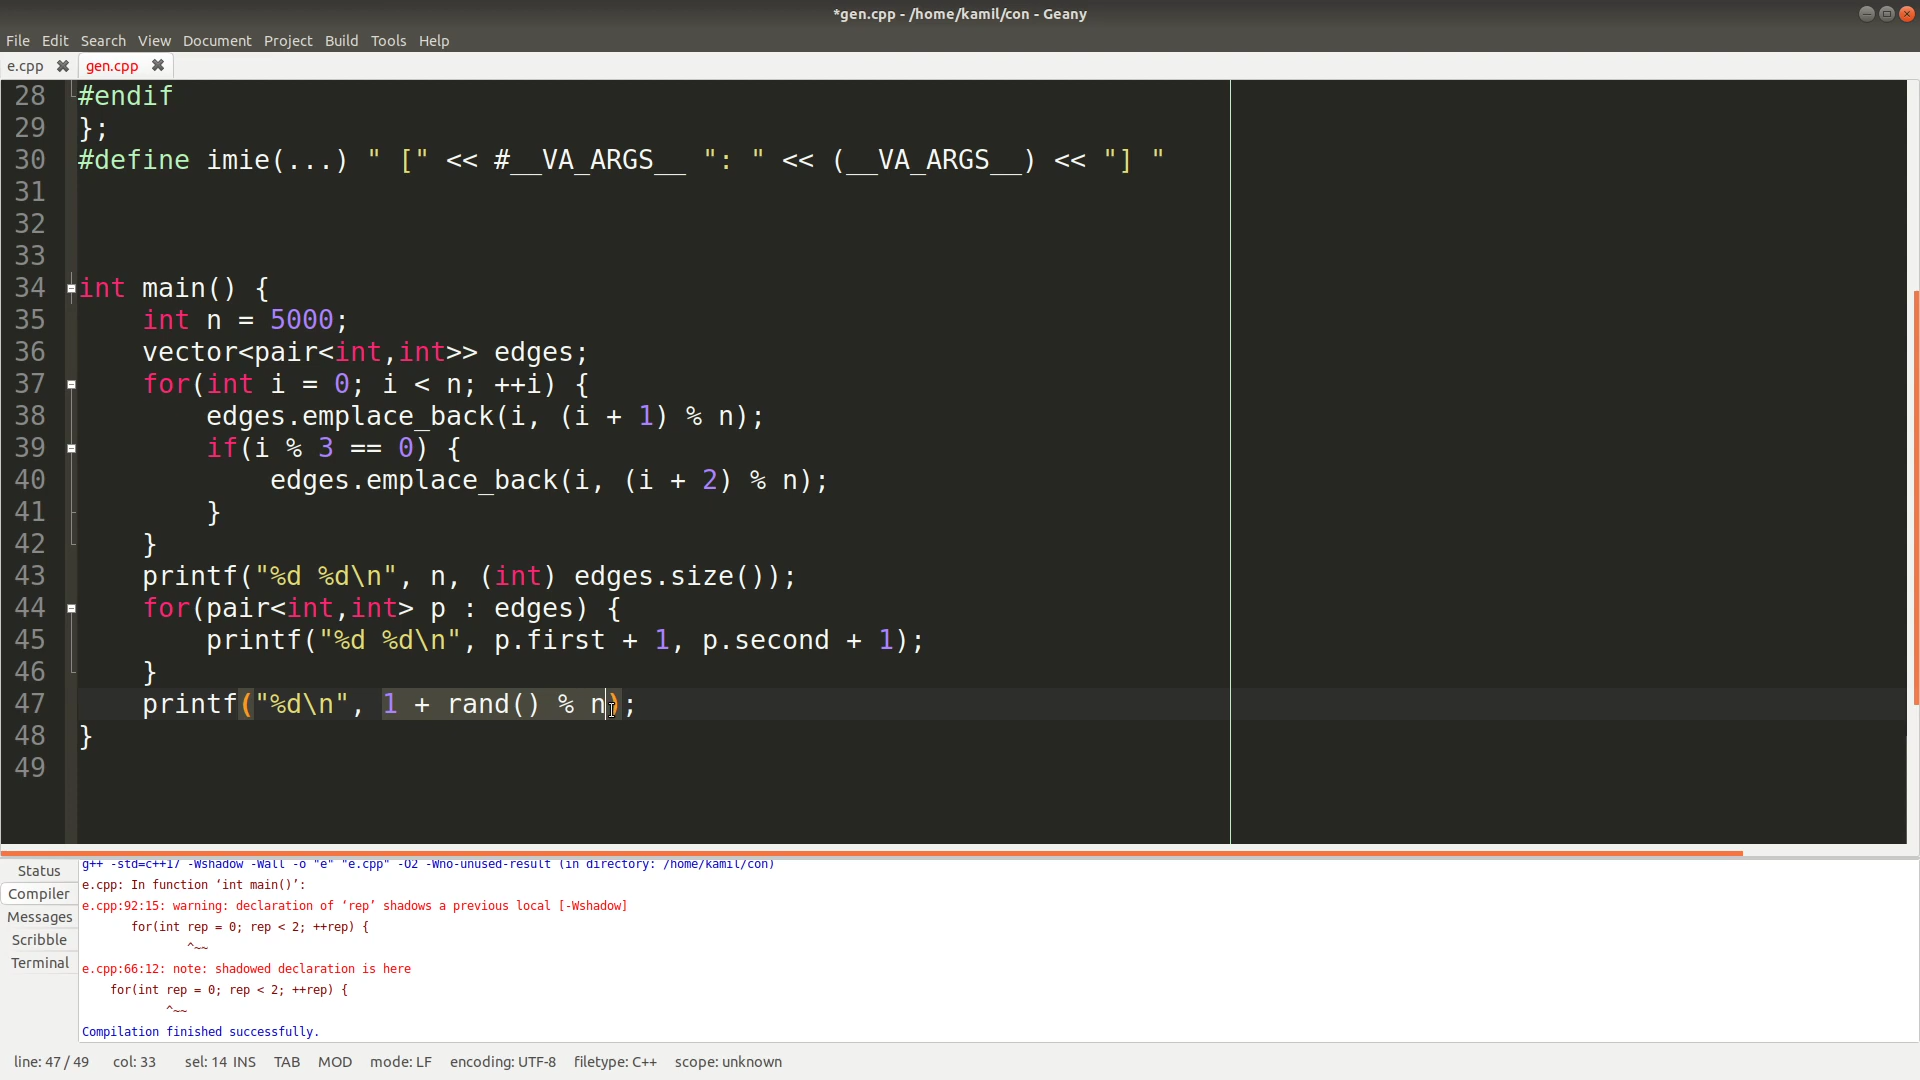 *gen.cpp - /home/kamil/con - Geany
File Edit Search View Document Project Build Tools Help
e.cpp gen.cpp
28 #endif
29 };
30 #define imie(...) " [" << #__VA_ARGS__ ": " << (__VA_ARGS__) << "] "
31
32
33
34 int main() {
35 int n = 5000;
36 vector<pair<int,int>> edges;
37 for(int i = 0; i < n; ++i) {
38 edges.emplace_back(i, (i + 1) % n);
39 if(i % 3 == 0) {
40 edges.emplace_back(i, (i + 2) % n);
41 }
42 }
43 printf("%d %d\n", n, (int) edges.size());
44 for(pair<int,int> p : edges) {
45 printf("%d %d\n", p.first + 1, p.second + 1);
46 }
47 printf("%d\n", 1 + rand() % n);
48 }
49
Status
Compiler
Messages
Scribble
Terminal
g++ -std=c++17 -Wshadow -Wall -o "e" "e.cpp" -O2 -Wno-unused-result (in directory: /home/kamil/con)
e.cpp: In function ‘int main()’:
e.cpp:92:15: warning: declaration of ‘rep’ shadows a previous local [-Wshadow]
for(int rep = 0; rep < 2; ++rep) {
^~~
e.cpp:66:12: note: shadowed declaration is here
for(int rep = 0; rep < 2; ++rep) {
^~~
Compilation finished successfully.
line: 47 / 49 col: 33 sel: 14 INS TAB MOD mode: LF encoding: UTF-8 filetype: C++ scope: unknown